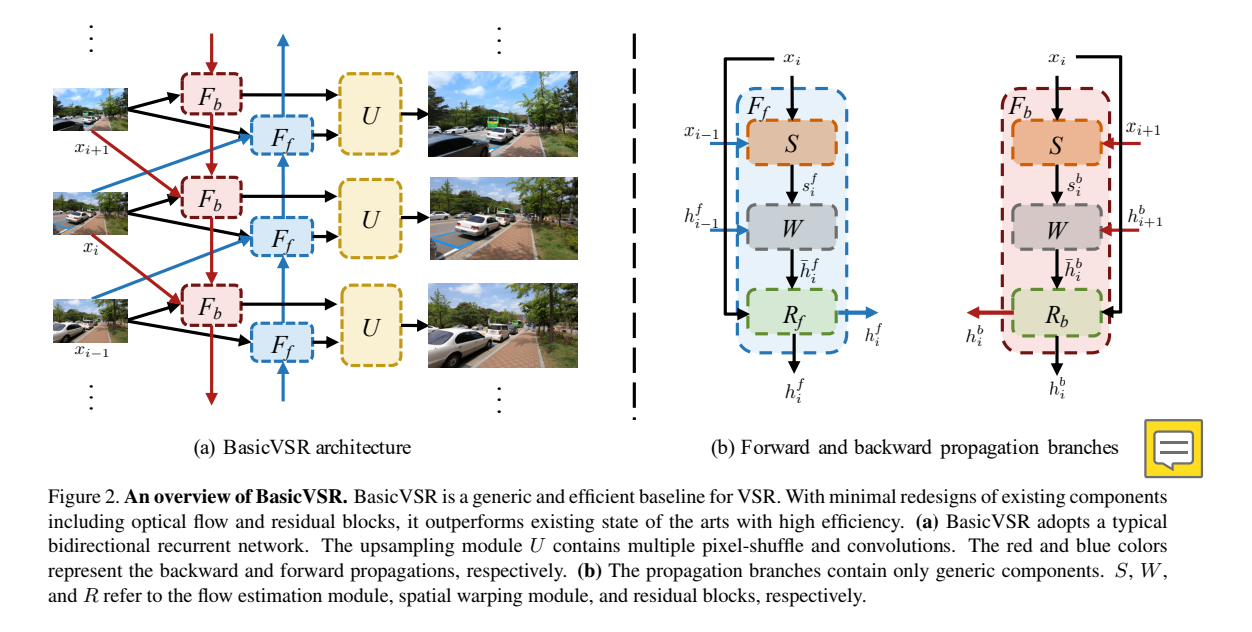 F_b
F_f
U
x_{i+1}
F_b
F_f
U
x_i
F_b
F_f
U
x_{i-1}
(a) BasicVSR architecture
x_i
F_f
x_{i-1}
S
s_i^f
h_{i-1}^f
W
\bar{h}_i^f
R_f
h_i^f
h_i^f
x_i
F_b
x_{i+1}
S
s_i^b
h_{i+1}^b
W
\bar{h}_i^b
R_b
h_i^b
h_i^b
(b) Forward and backward propagation branches
Figure 2. An overview of BasicVSR. BasicVSR is a generic and efficient baseline for VSR. With minimal redesigns of existing components
including optical flow and residual blocks, it outperforms existing state of the arts with high efficiency. (a) BasicVSR adopts a typical
bidirectional recurrent network. The upsampling module U contains multiple pixel-shuffle and convolutions. The red and blue colors
represent the backward and forward propagations, respectively. (b) The propagation branches contain only generic components. S, W,
and R refer to the flow estimation module, spatial warping module, and residual blocks, respectively.